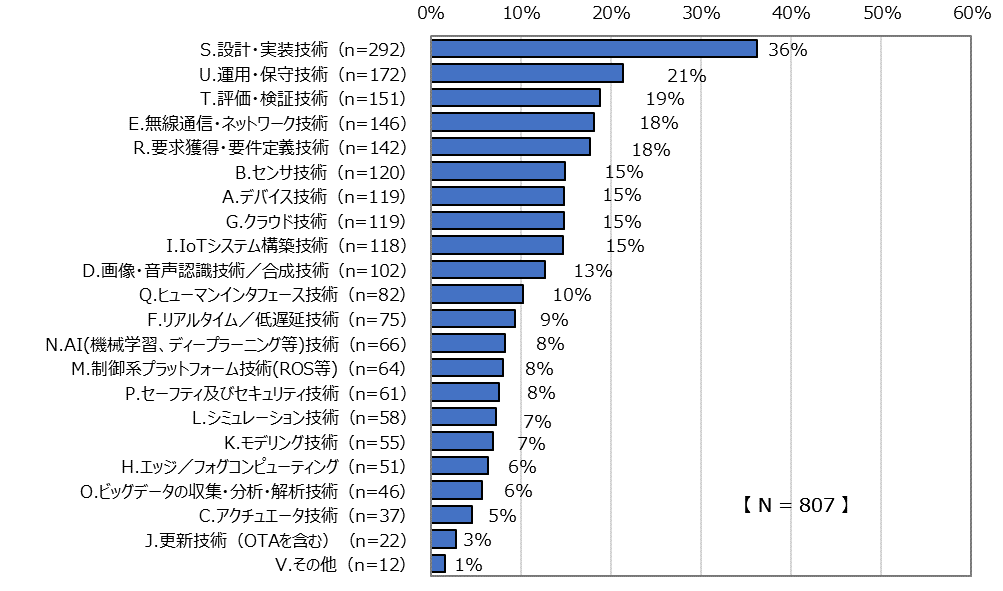 0% 10% 20% 30% 40% 50% 60%
S.設計・実装技術（n=292） 36%
U.運用・保守技術（n=172） 21%
T.評価・検証技術（n=151） 19%
E.無線通信・ネットワーク技術（n=146） 18%
R.要求獲得・要件定義技術（n=142） 18%
B.センサ技術（n=120） 15%
A.デバイス技術（n=119） 15%
G.クラウド技術（n=119） 15%
I.IoTシステム構築技術（n=118） 15%
D.画像・音声認識技術／合成技術（n=102） 13%
Q.ヒューマンインタフェース技術（n=82） 10%
F.リアルタイム／低遅延技術（n=75） 9%
N.AI(機械学習、ディープラーニング等)技術（n=66） 8%
M.制御系プラットフォーム技術(ROS等)（n=64） 8%
P.セーフティ及びセキュリティ技術（n=61） 8%
L.シミュレーション技術（n=58） 7%
K.モデリング技術（n=55） 7%
H.エッジ／フォグコンピューティング（n=51） 6%
O.ビッグデータの収集・分析・解析技術（n=46） 6%
C.アクチュエータ技術（n=37） 5%
J.更新技術（OTAを含む）（n=22） 3%
V.その他（n=12） 1%
【 N = 807 】